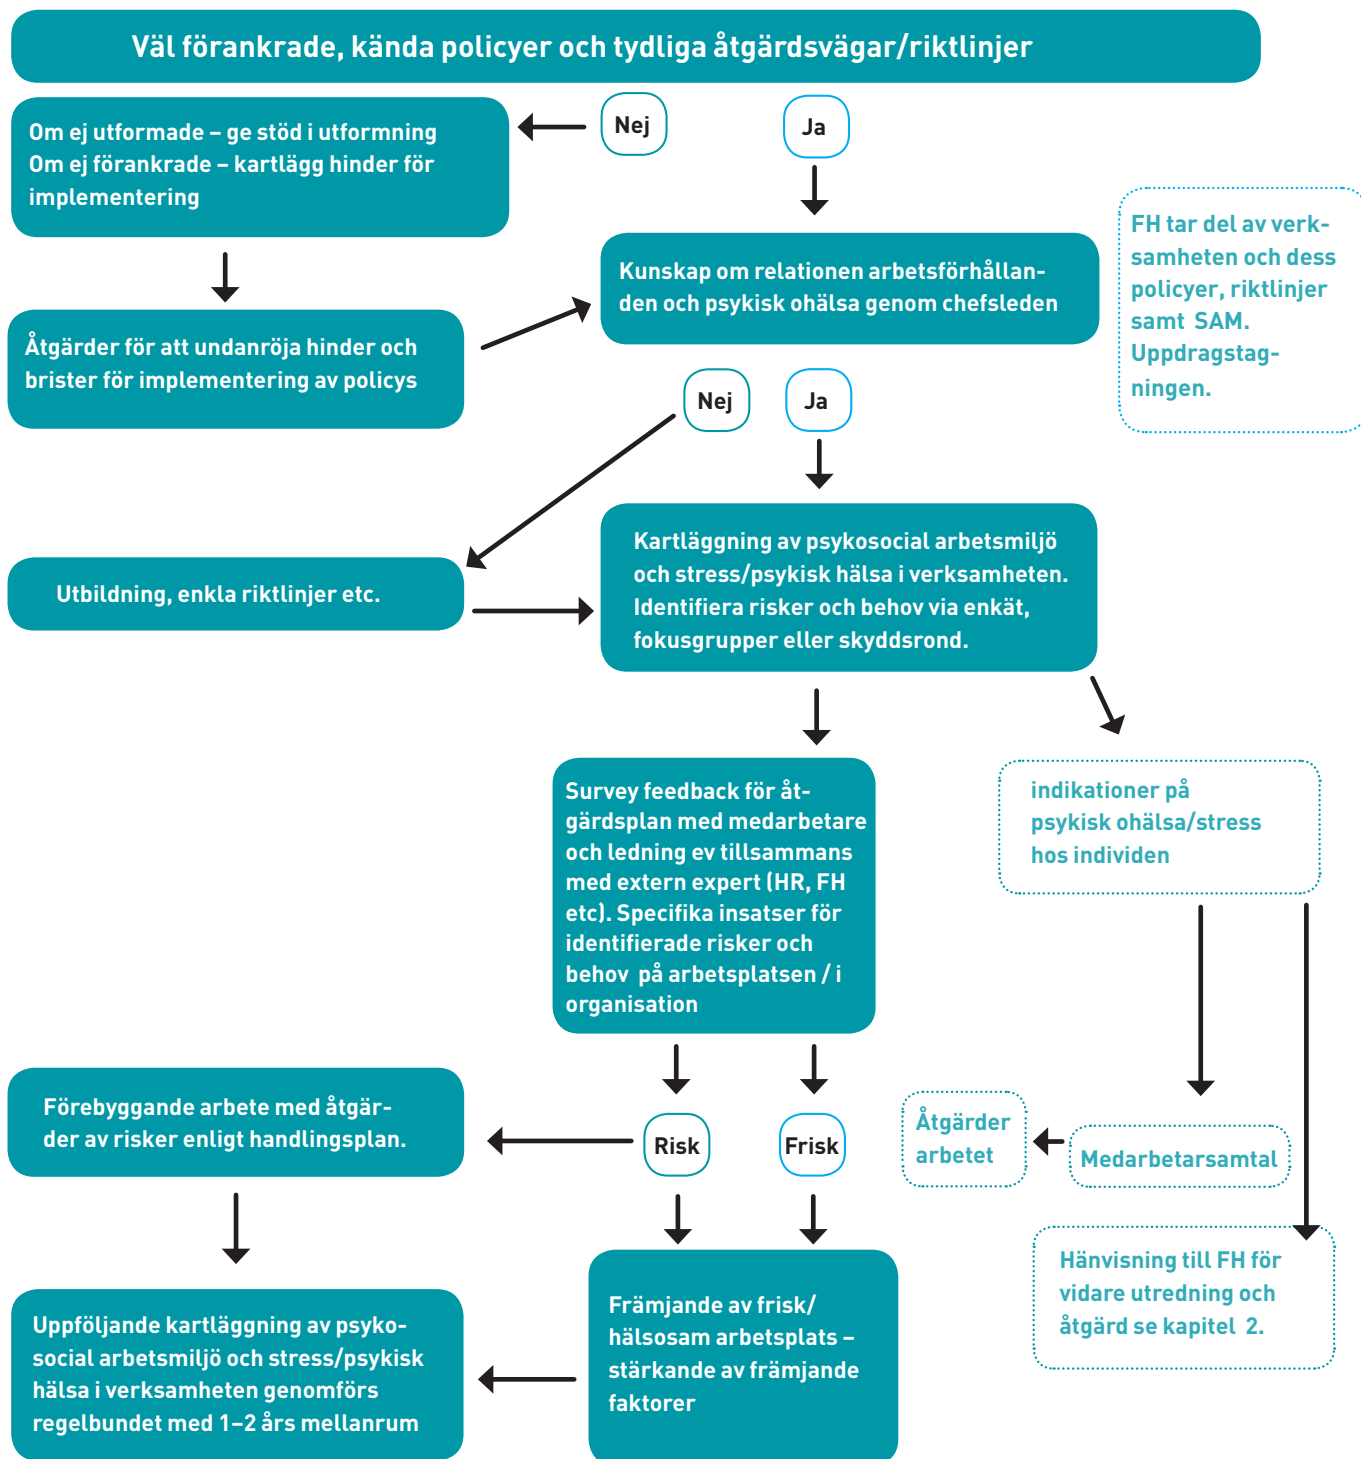 Väl förankrade, kända policyer och tydliga åtgärdsvägar/riktlinjer
Nej
Ja
Om ej utformade – ge stöd i utformning
Om ej förankrade – kartlägg hinder för
implementering
FH tar del av verk-
samheten och dess
policyer, riktlinjer
samt SAM.
Uppdragstag-
ningen.
Kunskap om relationen arbetsförhållan-
den och psykisk ohälsa genom chefsleden
Åtgärder för att undanröja hinder och
brister för implementering av policys
Nej
Ja
Kartläggning av psykosocial arbetsmiljö
och stress/psykisk hälsa i verksamheten.
Identifiera risker och behov via enkät,
fokusgrupper eller skyddsrond.
Utbildning, enkla riktlinjer etc.
Survey feedback för åt-
gärdsplan med medarbetare
och ledning ev tillsammans
med extern expert (HR, FH
etc). Specifika insatser för
identifierade risker och
behov på arbetsplatsen / i
organisation
indikationer på
psykisk ohälsa/stress
hos individen
Förebyggande arbete med åtgär-
der av risker enligt handlingsplan.
Risk
Frisk
Åtgärder
arbetet
Medarbetarsamtal
Hänvisning till FH för
vidare utredning och
åtgärd se kapitel 2.
Uppföljande kartläggning av psyko-
social arbetsmiljö och stress/psykisk
hälsa i verksamheten genomförs
regelbundet med 1–2 års mellanrum
Främjande av frisk/
hälsosam arbetsplats –
stärkande av främjande
faktorer